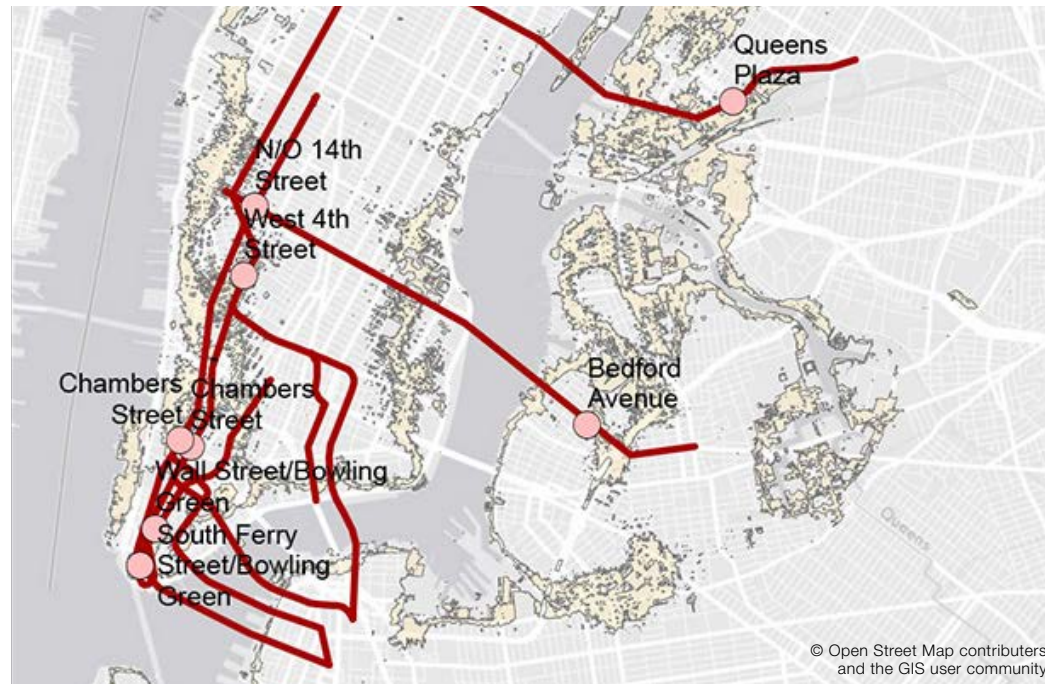 Queens
Plaza
N/O 14th
Street
West 4th
Street
Bedford
Avenue
Chambers
Street
Chambers
Street
Wall Street/Bowling
Green
South Ferry
Street/Bowling
Green
Queens
© Open Street Map contributers
and the GIS user community